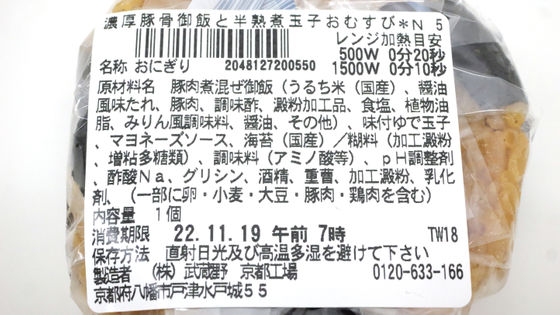 濃厚豚骨御飯と半熟煮玉子おむすび*N 5
レンジ加熱目安
500W 0分20秒
名称 おにぎり 2048127200550 1500W 0分10秒
原材料名 豚肉煮混ぜ御飯(うるち米(国産)、醤油
風味たれ、豚肉、調味酢、澱粉加工品、食塩、植物油
脂、みりん風調味料、醤油、その他)、味付ゆで玉子
、マヨネーズソース、海苔(国産)/糊料(加工澱粉
、増粘多糖類)、調味料(アミノ酸等)、pH調整剤
、酢酸Na、グリシン、酒精、重曹、加工澱粉、乳化
剤、(一部に卵・小麦・大豆・豚肉・鶏肉を含む)
内容量 1個
消費期限 22.11.19 午前 7時 TW18
保存方法 直射日光及び高温多湿を避けて下さい
製造者 (株)武蔵野 京都工場 0120-633-166
京都府八幡市戸津水戸城55